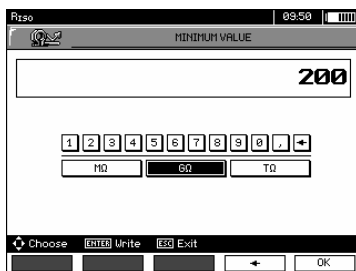 RISO 09:50
MINIMUM VALUE
200
1 2 3 4 5 6 7 8 9 0 , ←
MΩ GΩ TΩ
Choose ENTER Write ESC Exit
← OK